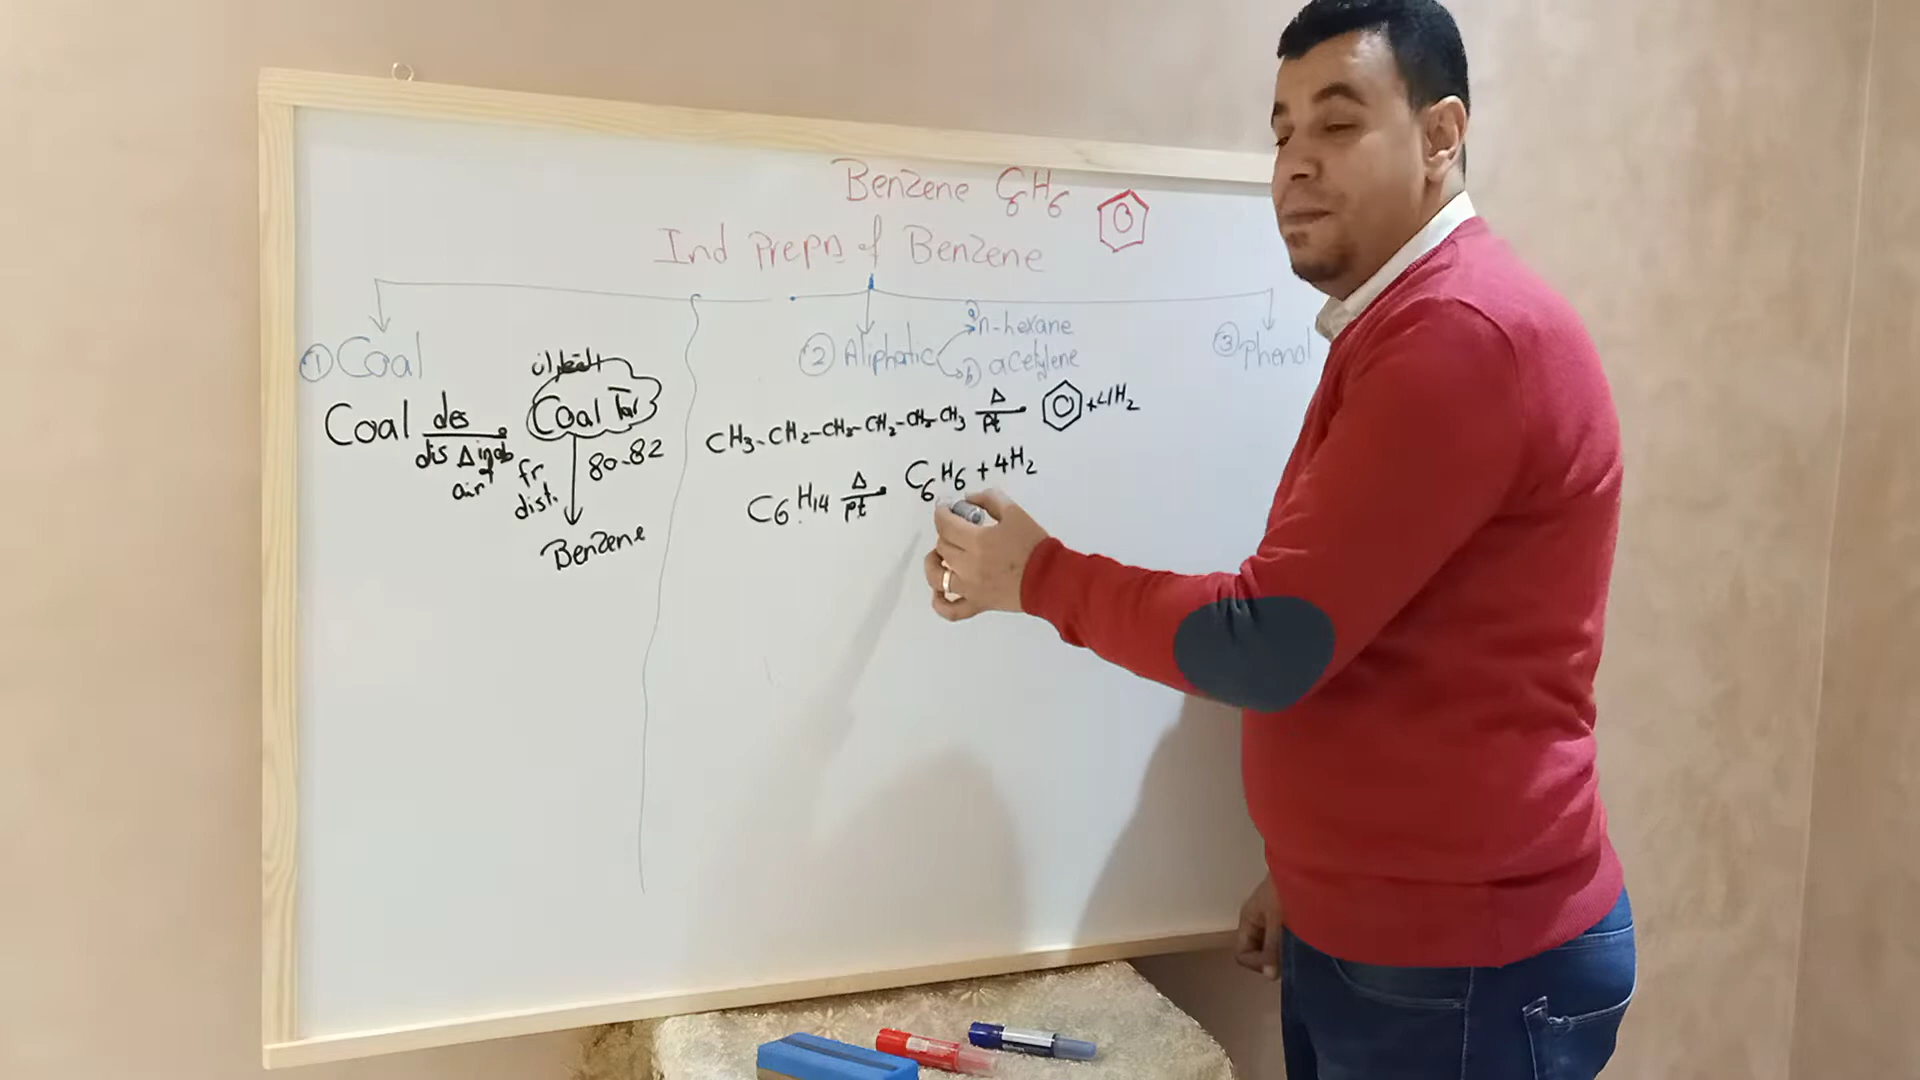 Benzene C6H6
Ind Prepn of Benzene
① Coal
Coal des dis Δ in ab air
القطران
Coal Tar
fr dist. 80-82
Benzene
② Aliphatic
a) n-hexane
b) acetylene
CH3-CH2-CH2-CH2-CH2-CH3 Δ pt +4H2
C6H14 Δ pt C6H6 + 4H2
③ phenol